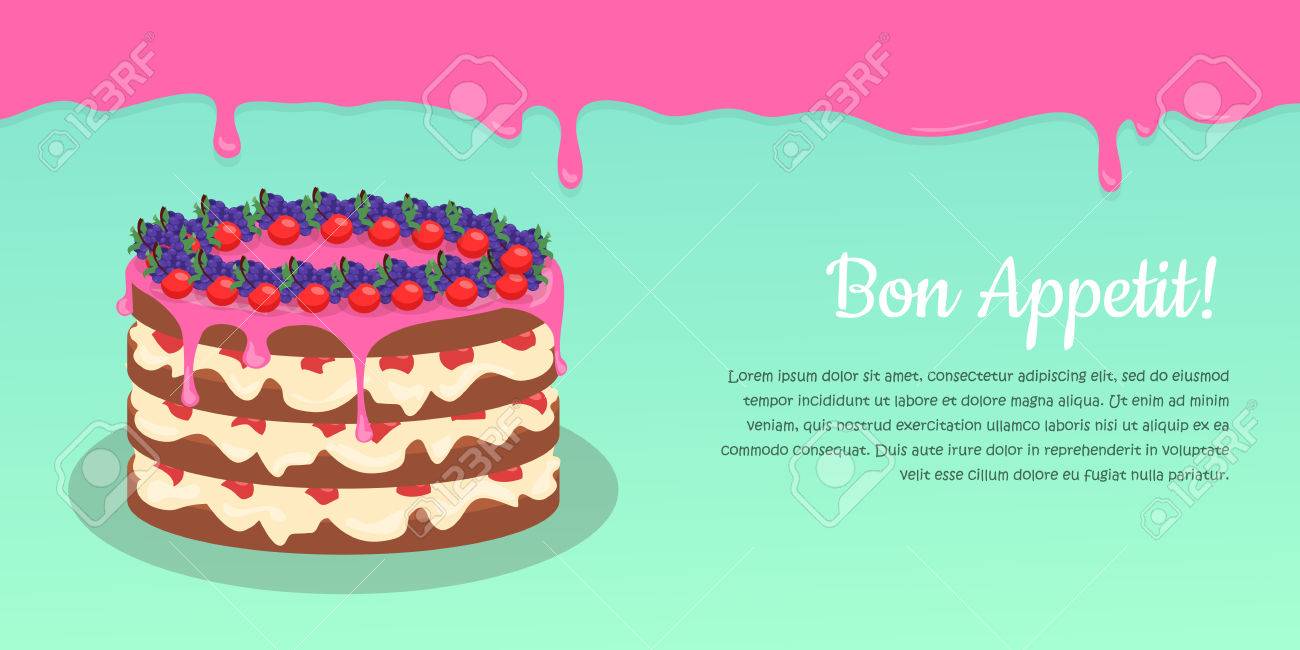 123RF
123RF
Bon Appetit!
Lorem ipsum dolor sit amet, consectetur adipiscing elit, sed do eiusmod
tempor incididunt ut labore et dolore magna aliqua. Ut enim ad minim
veniam, quis nostrud exercitation ullamco laboris nisi ut aliquip ex ea
commodo consequat. Duis aute irure dolor in reprehenderit in voluptate
velit esse cillum dolore eu fugiat nulla pariatur.
123RF
123RF